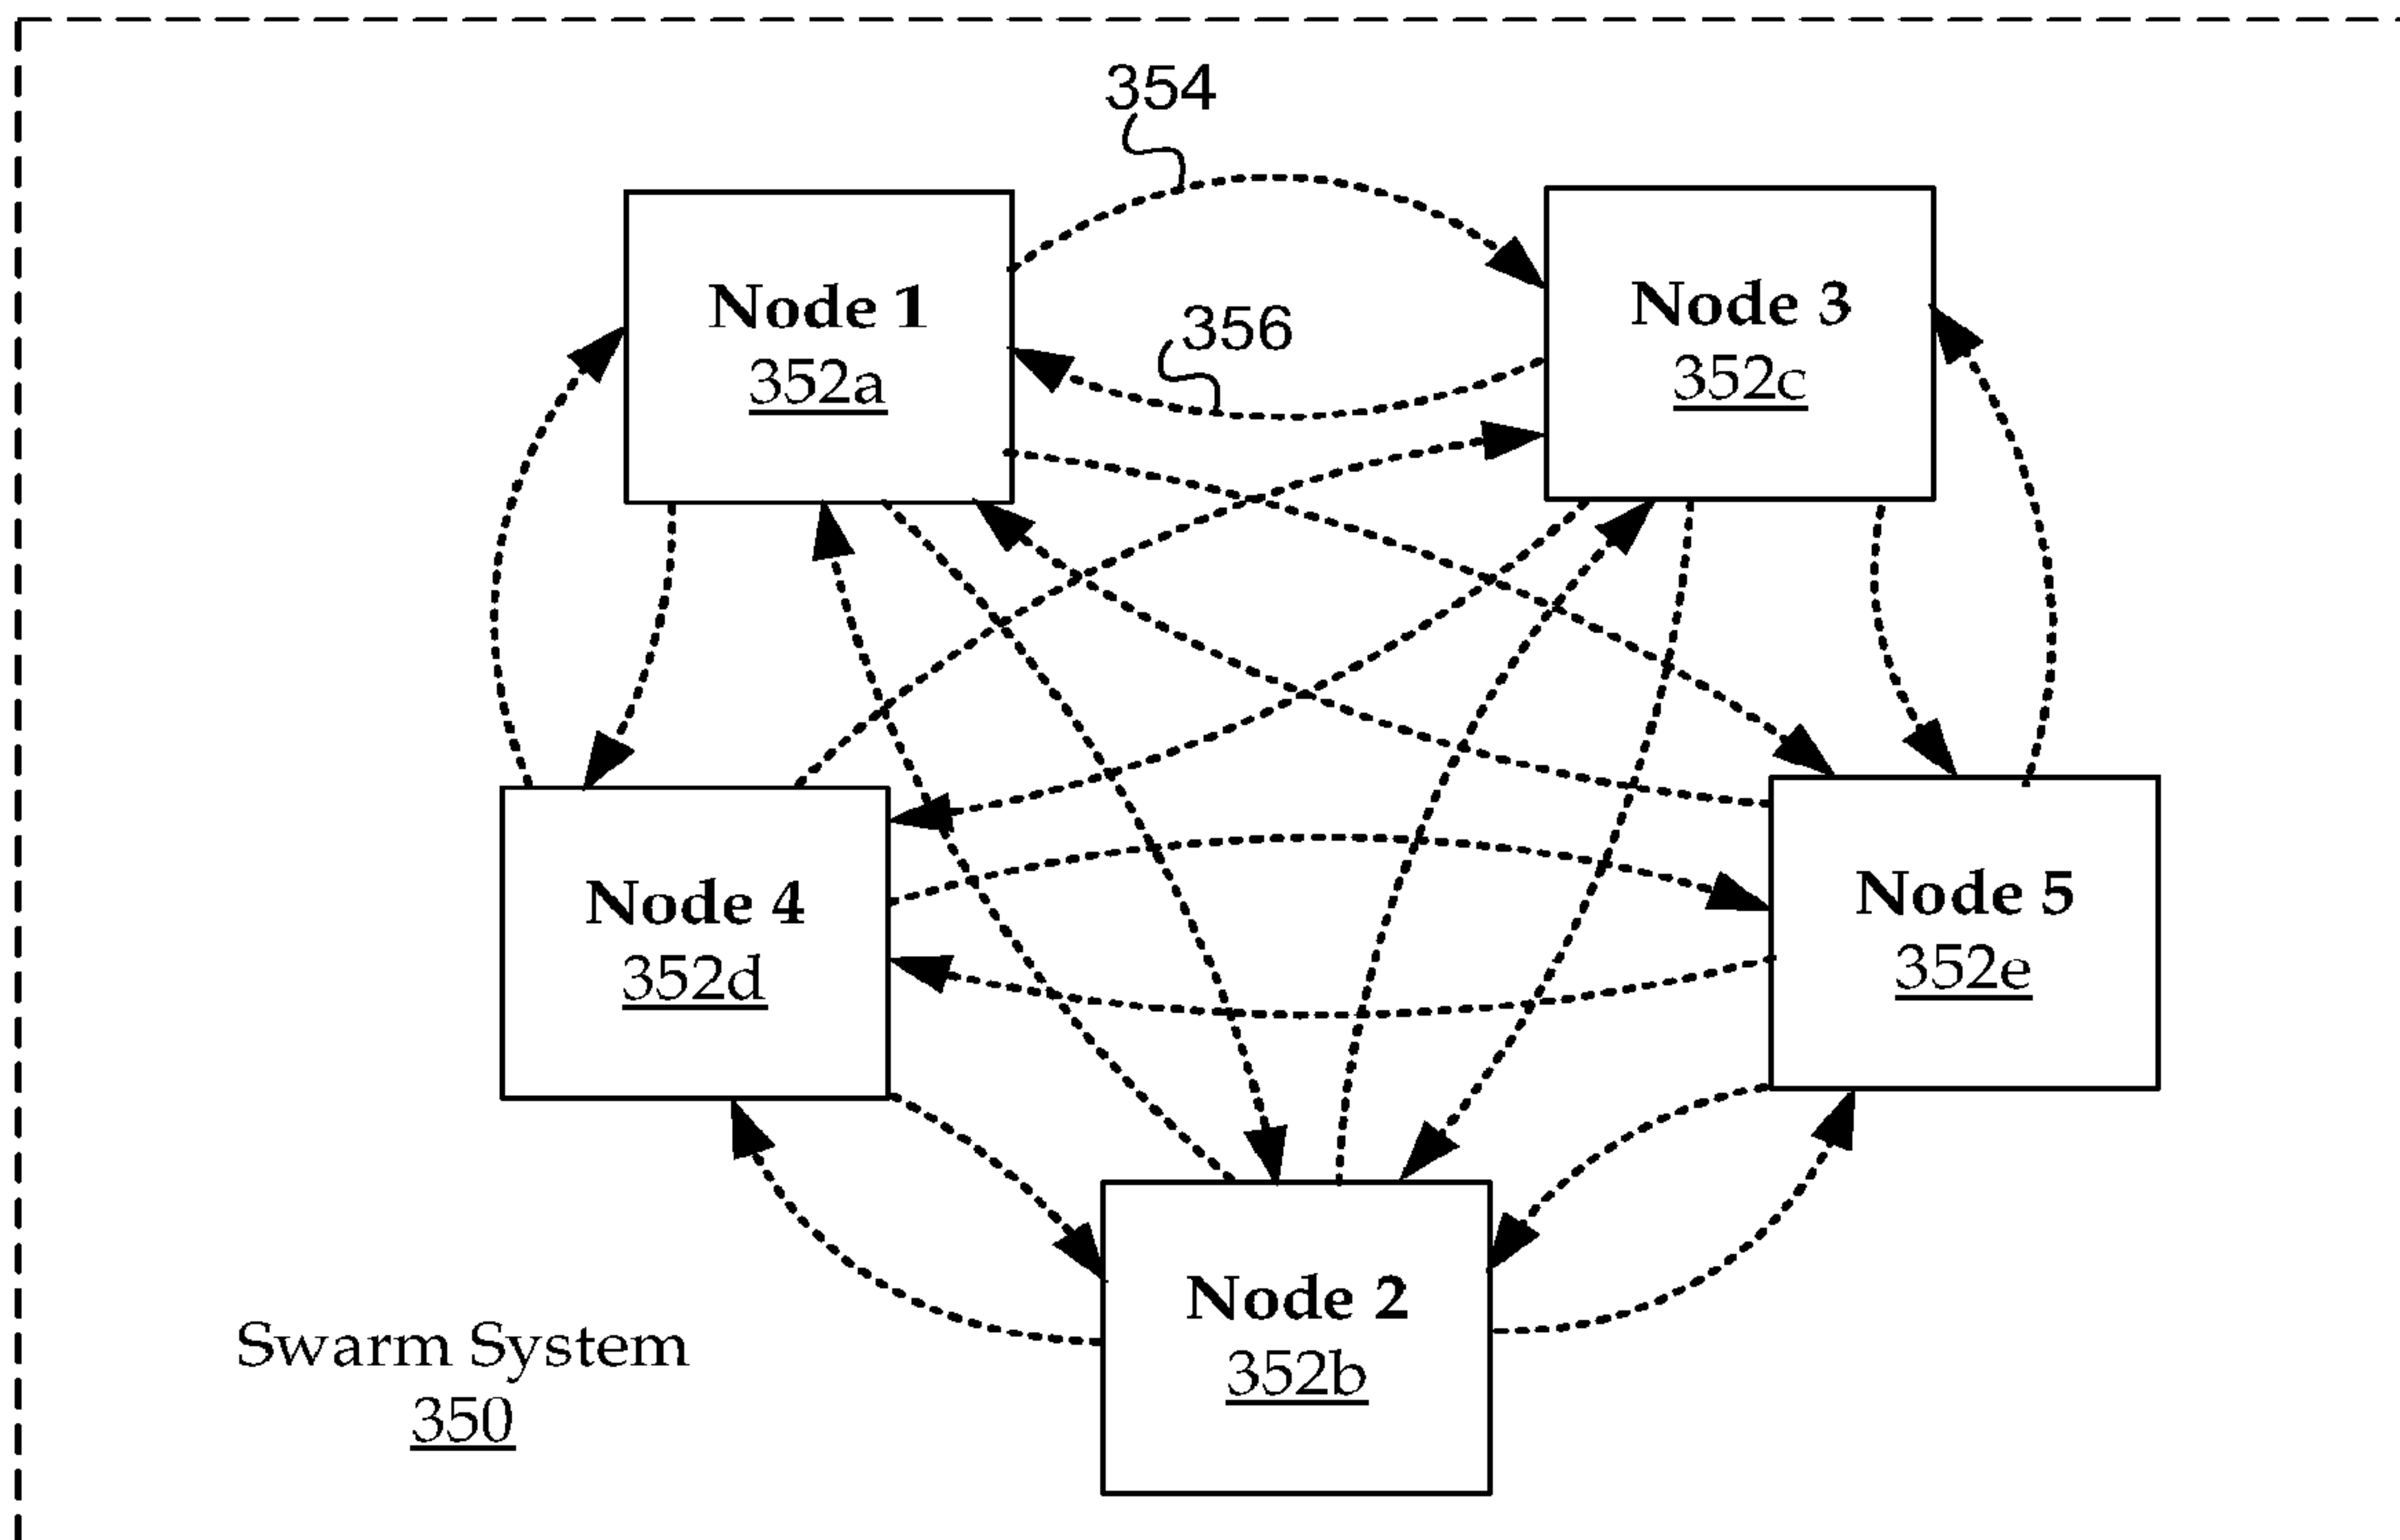 354
Node 1
352a
Node 3
352c
356
Node 4
352d
Node 5
352e
Node 2
352b
Swarm System
350